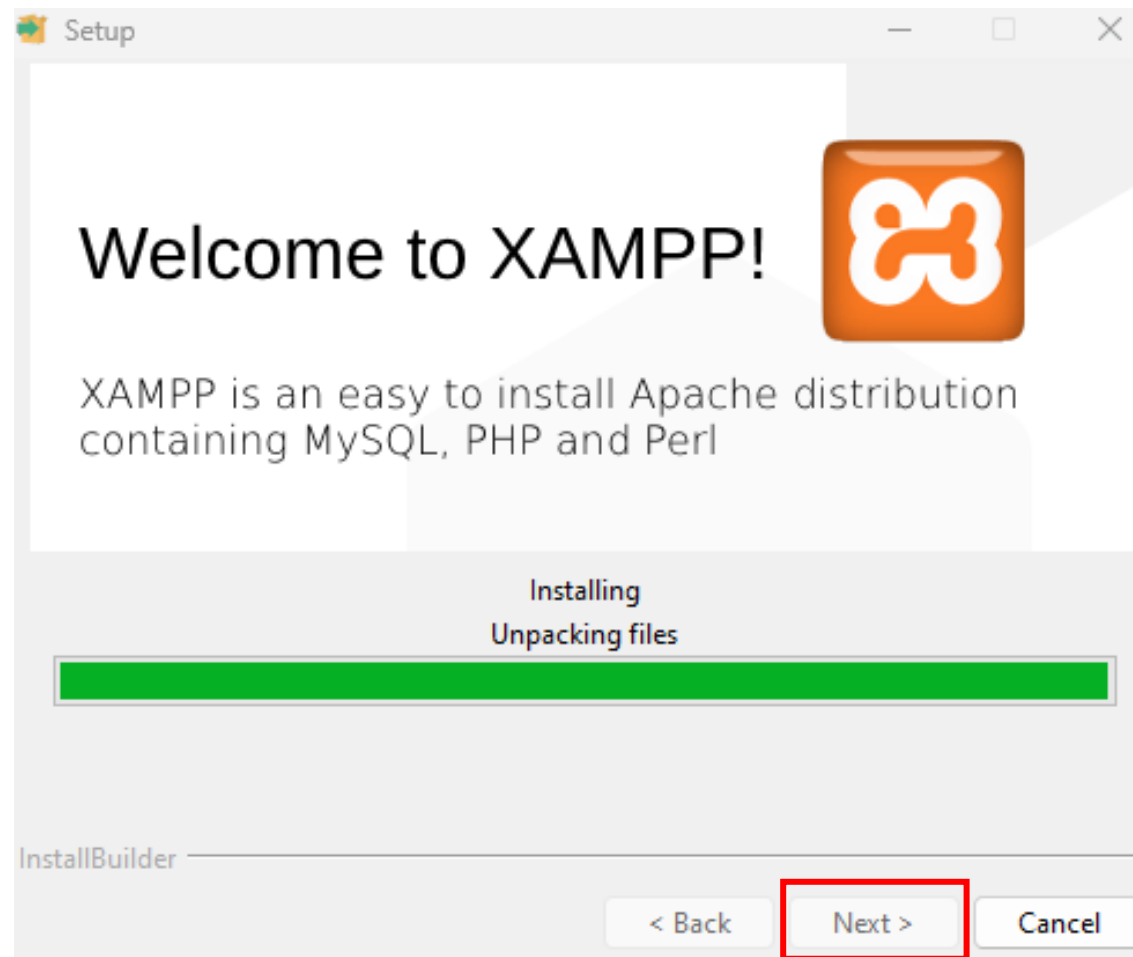 Setup
Welcome to XAMPP!
XAMPP is an easy to install Apache distribution
containing MySQL, PHP and Perl
Installing
Unpacking files
InstallBuilder
< Back Next > Cancel